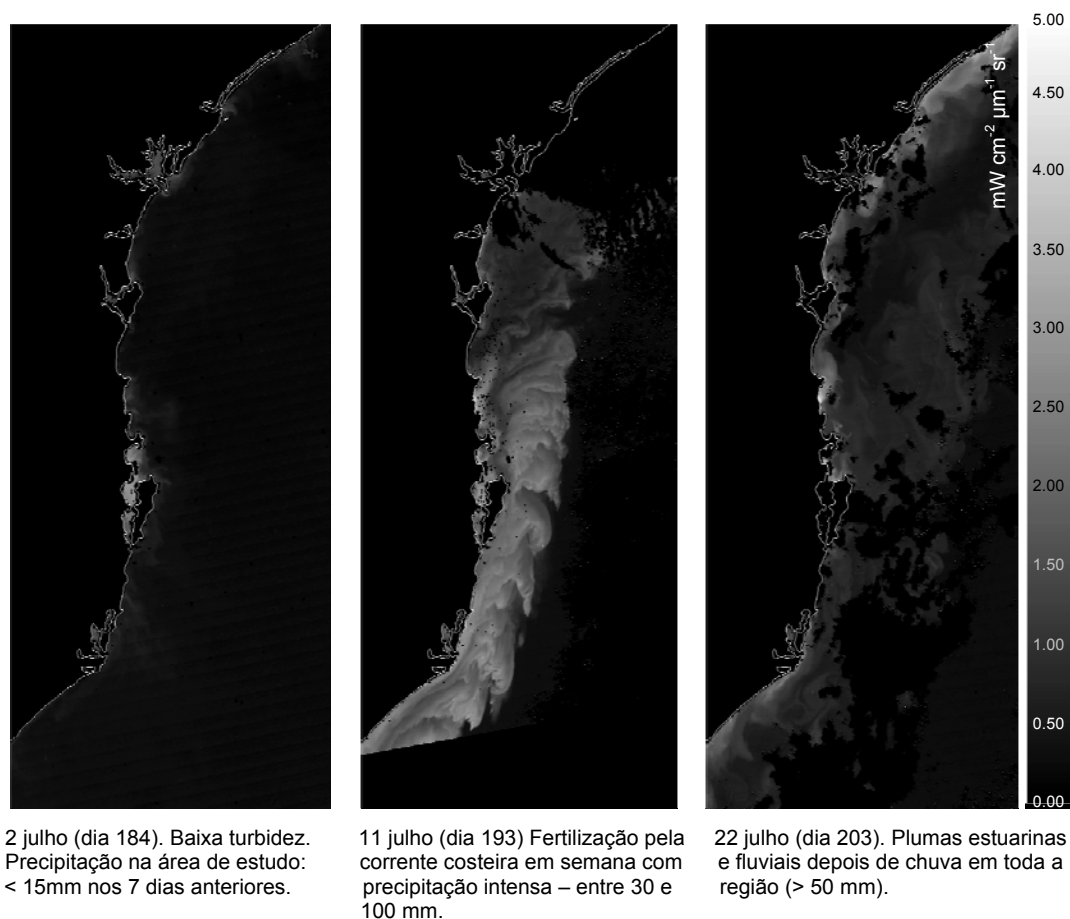 5.00
4.50
4.00
3.50
3.00
2.50
2.00
1.50
1.00
0.50
0.00
mW cm-2 µm-1 sr-1
2 julho (dia 184). Baixa turbidez.
Precipitação na área de estudo:
< 15mm nos 7 dias anteriores.
11 julho (dia 193) Fertilização pela
corrente costeira em semana com
precipitação intensa – entre 30 e
100 mm.
22 julho (dia 203). Plumas estuarinas
e fluviais depois de chuva em toda a
região (> 50 mm).